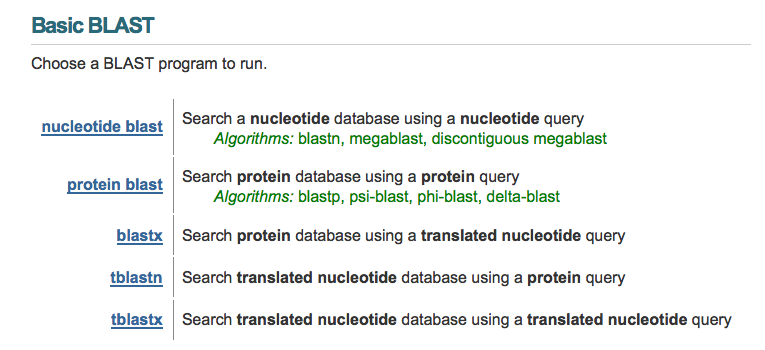 Basic BLAST
Choose a BLAST program to run.
nucleotide blast
Search a nucleotide database using a nucleotide query
Algorithms: blastn, megablast, discontiguous megablast
protein blast
Search protein database using a protein query
Algorithms: blastp, psi-blast, phi-blast, delta-blast
blastx
Search protein database using a translated nucleotide query
tblastn
Search translated nucleotide database using a protein query
tblastx
Search translated nucleotide database using a translated nucleotide query